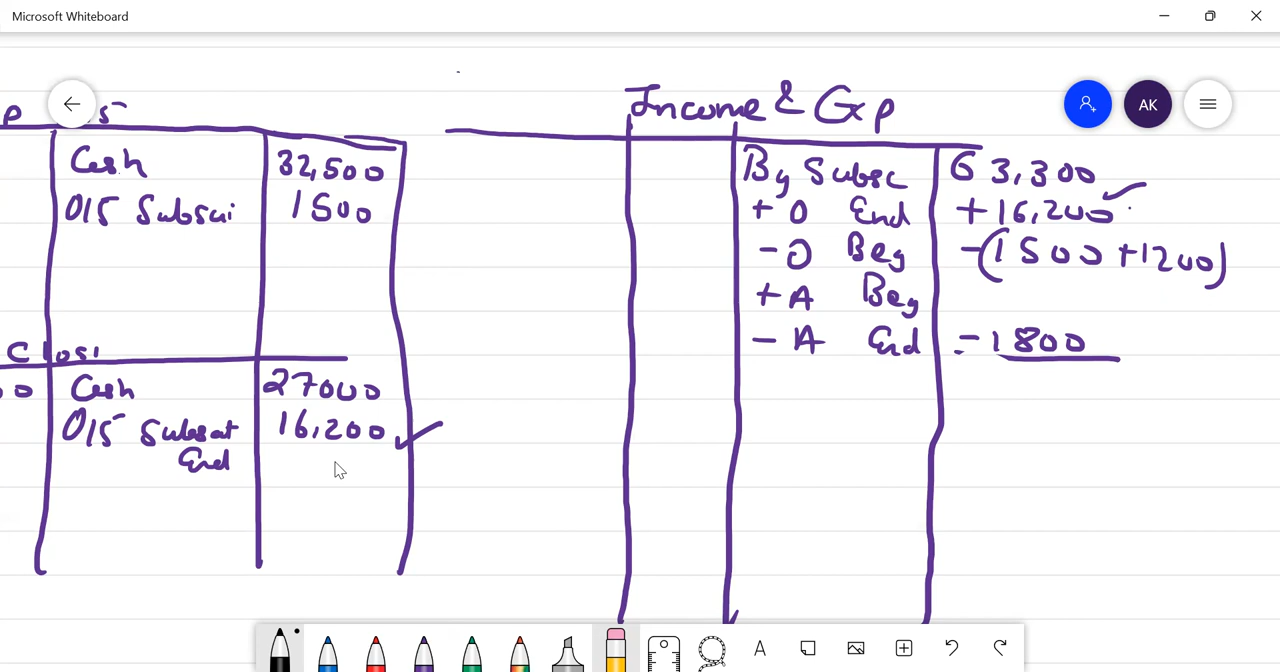 Microsoft Whiteboard
AK
Cash 32,500
O/S Subscri 1500
Closi
Cash 27000
O/S Subscat 16,200
End
Income & Exp
By Subsc 63,300
+ O End +16,200
- O Beg -(1500+1200)
+ A Beg
- A End -1800
A